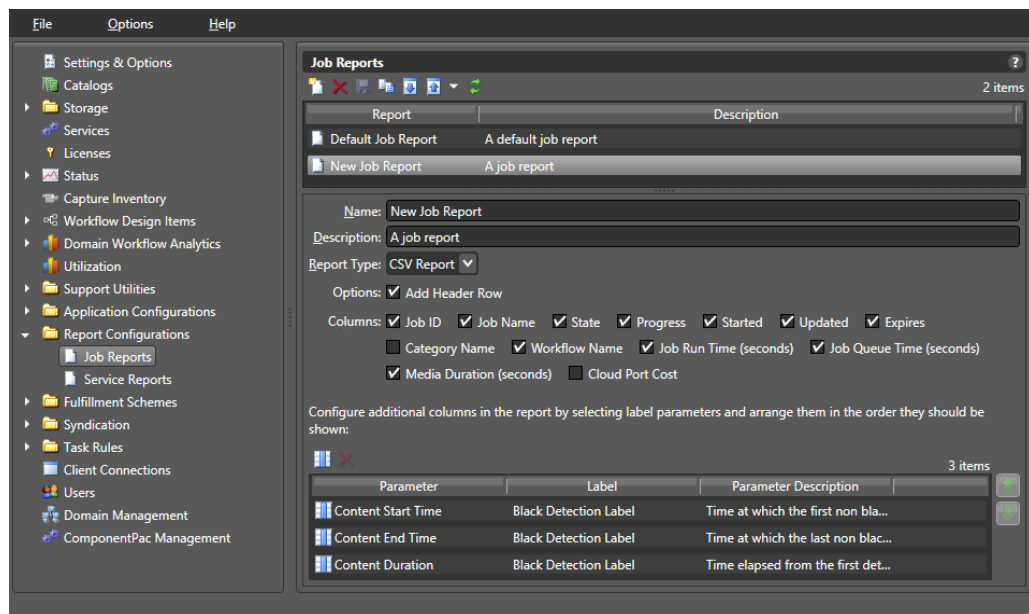 File Options Help
Settings & Options
Catalogs
Storage
Services
Licenses
Status
Capture Inventory
Workflow Design Items
Domain Workflow Analytics
Utilization
Support Utilities
Application Configurations
Report Configurations
Job Reports
Service Reports
Fulfillment Schemes
Syndication
Task Rules
Client Connections
Users
Domain Management
ComponentPac Management
Job Reports ?
2 items
Report Description
Default Job Report A default job report
New Job Report A job report
Name: New Job Report
Description: A job report
Report Type: CSV Report
Options: Add Header Row
Columns: Job ID Job Name State Progress Started Updated Expires
Category Name Workflow Name Job Run Time (seconds) Job Queue Time (seconds)
Media Duration (seconds) Cloud Port Cost
Configure additional columns in the report by selecting label parameters and arrange them in the order they should be
shown:
3 items
Parameter Label Parameter Description
Content Start Time Black Detection Label Time at which the first non bla...
Content End Time Black Detection Label Time at which the last non blac...
Content Duration Black Detection Label Time elapsed from the first det...